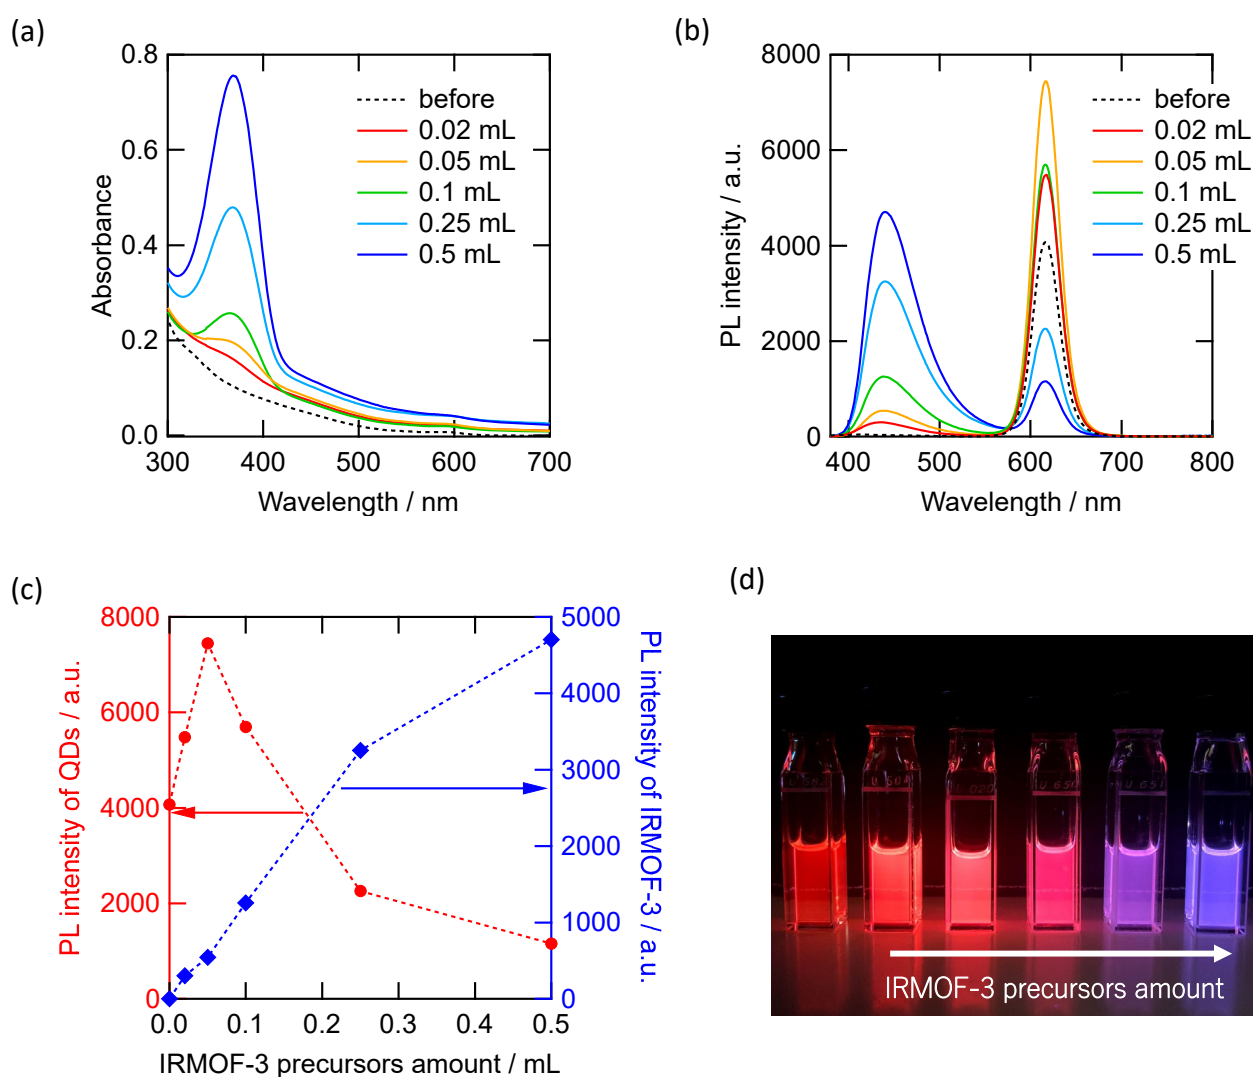 (a)
0.8
0.6
0.4
0.2
0.0
Absorbance
300
400
500
600
700
Wavelength / nm
before
0.02 mL
0.05 mL
0.1 mL
0.25 mL
0.5 mL
(b)
8000
6000
4000
2000
0
PL intensity / a.u.
400
500
600
700
800
Wavelength / nm
before
0.02 mL
0.05 mL
0.1 mL
0.25 mL
0.5 mL
(c)
8000
6000
4000
2000
0
PL intensity of QDs / a.u.
5000
4000
3000
2000
1000
0
PL intensity of IRMOF-3 / a.u.
0.0
0.1
0.2
0.3
0.4
0.5
IRMOF-3 precursors amount / mL
(d)
IRMOF-3 precursors amount